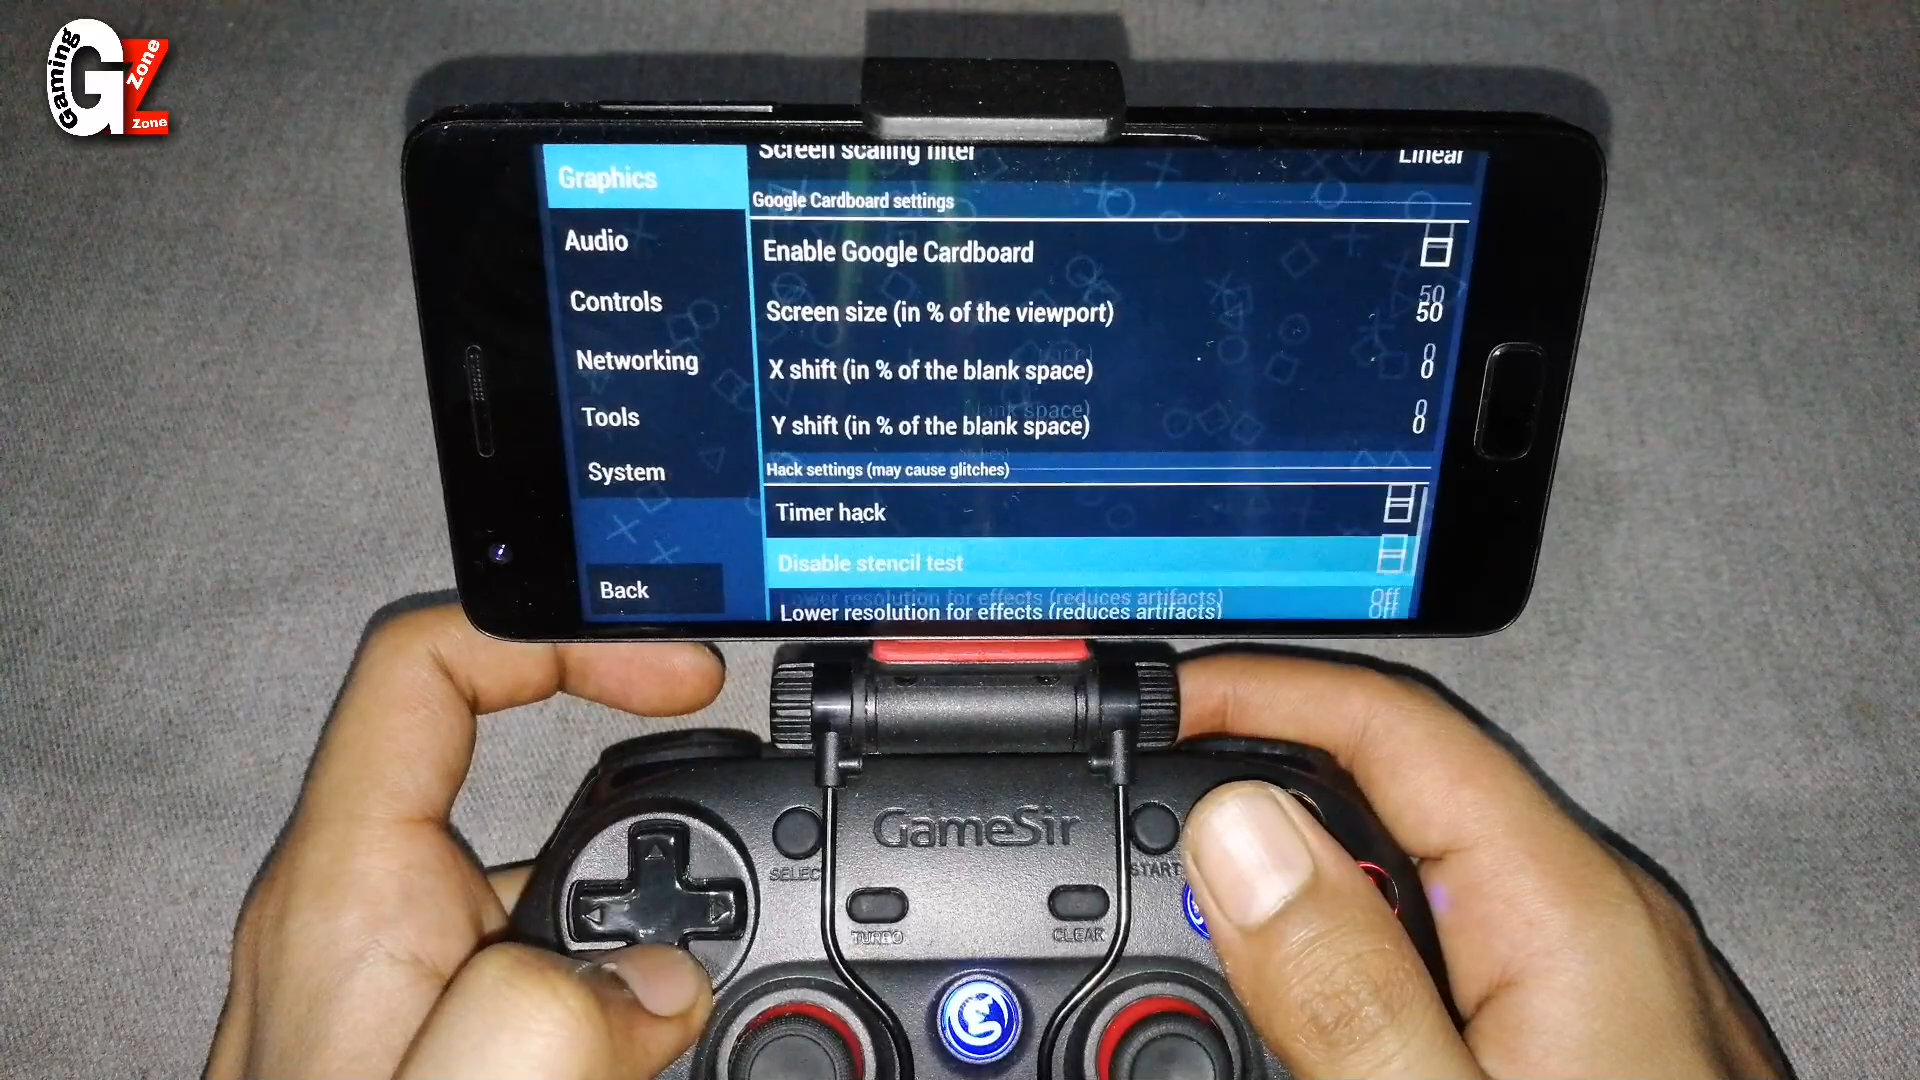 Gaming
GZ
Zone
Zone
Screen scaling filter Linear
Graphics
Google Cardboard settings
Audio
Enable Google Cardboard
Controls
Screen size (in % of the viewport) 50
Networking
X shift (in % of the blank space) 0
Tools
Y shift (in % of the blank space) 0
System
Hack settings (may cause glitches)
Timer hack
Disable stencil test
Back
Lower resolution for effects (reduces artifacts) Off
GameSir
SELEC
START
TURBO
CLEAR